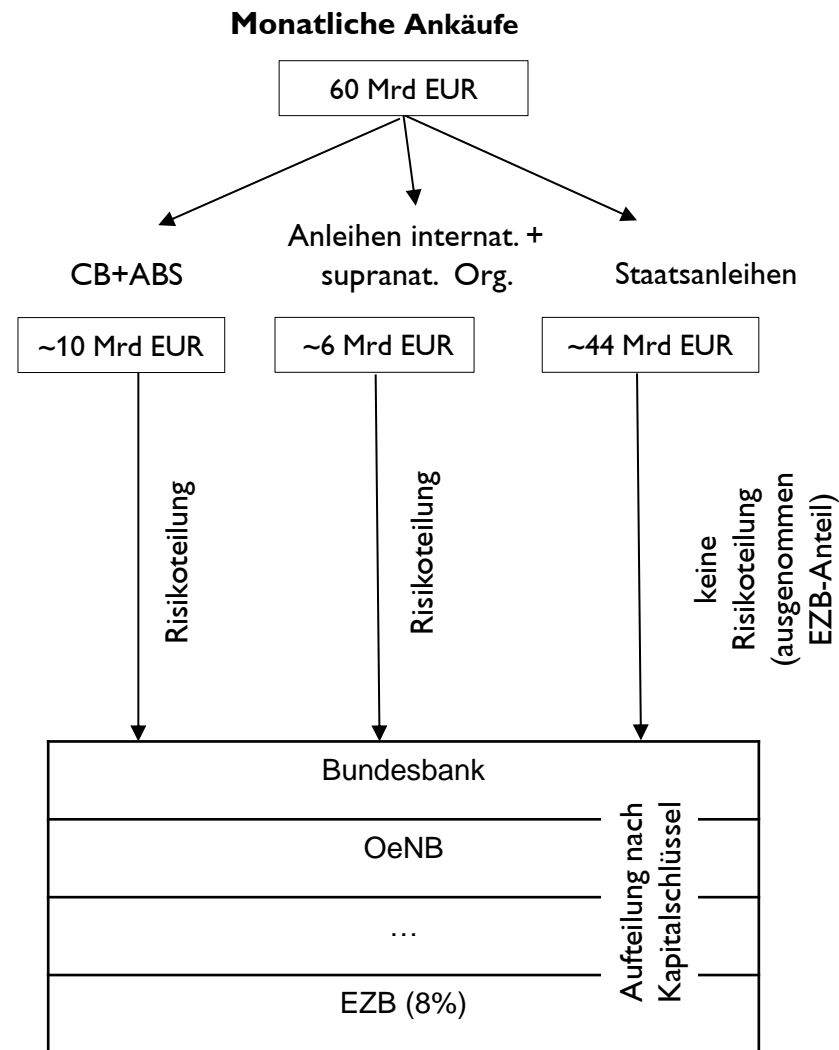 Monatliche Ankäufe
60 Mrd EUR
CB+ABS
Anleihen internat. +
supranat. Org.
Staatsanleihen
~10 Mrd EUR
~6 Mrd EUR
~44 Mrd EUR
Risikoteilung
Risikoteilung
keine
Risikoteilung
(ausgenommen
EZB-Anteil)
Bundesbank
OeNB
…
EZB (8%)
Aufteilung nach
Kapitalschlüssel